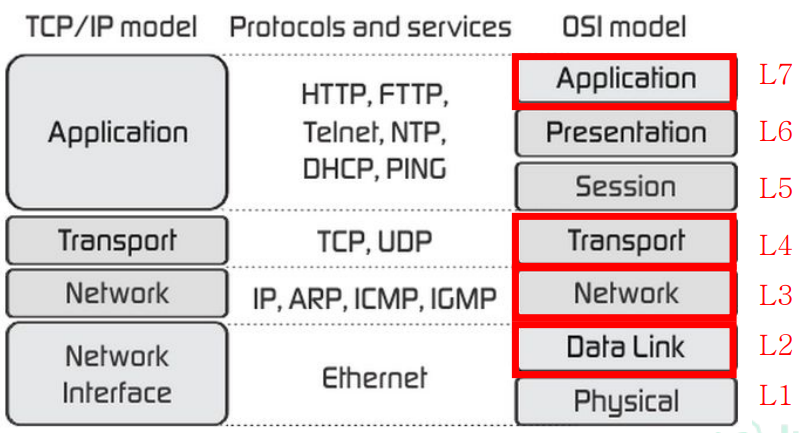 TCP/IP model Protocols and services OSI model
Application
HTTP, FTTP,
Telnet, NTP,
DHCP, PING
Application L7
Presentation L6
Session L5
Transport TCP, UDP Transport L4
Network IP, ARP, ICMP, IGMP Network L3
Network
Interface
Ethernet
Data Link L2
Physical L1